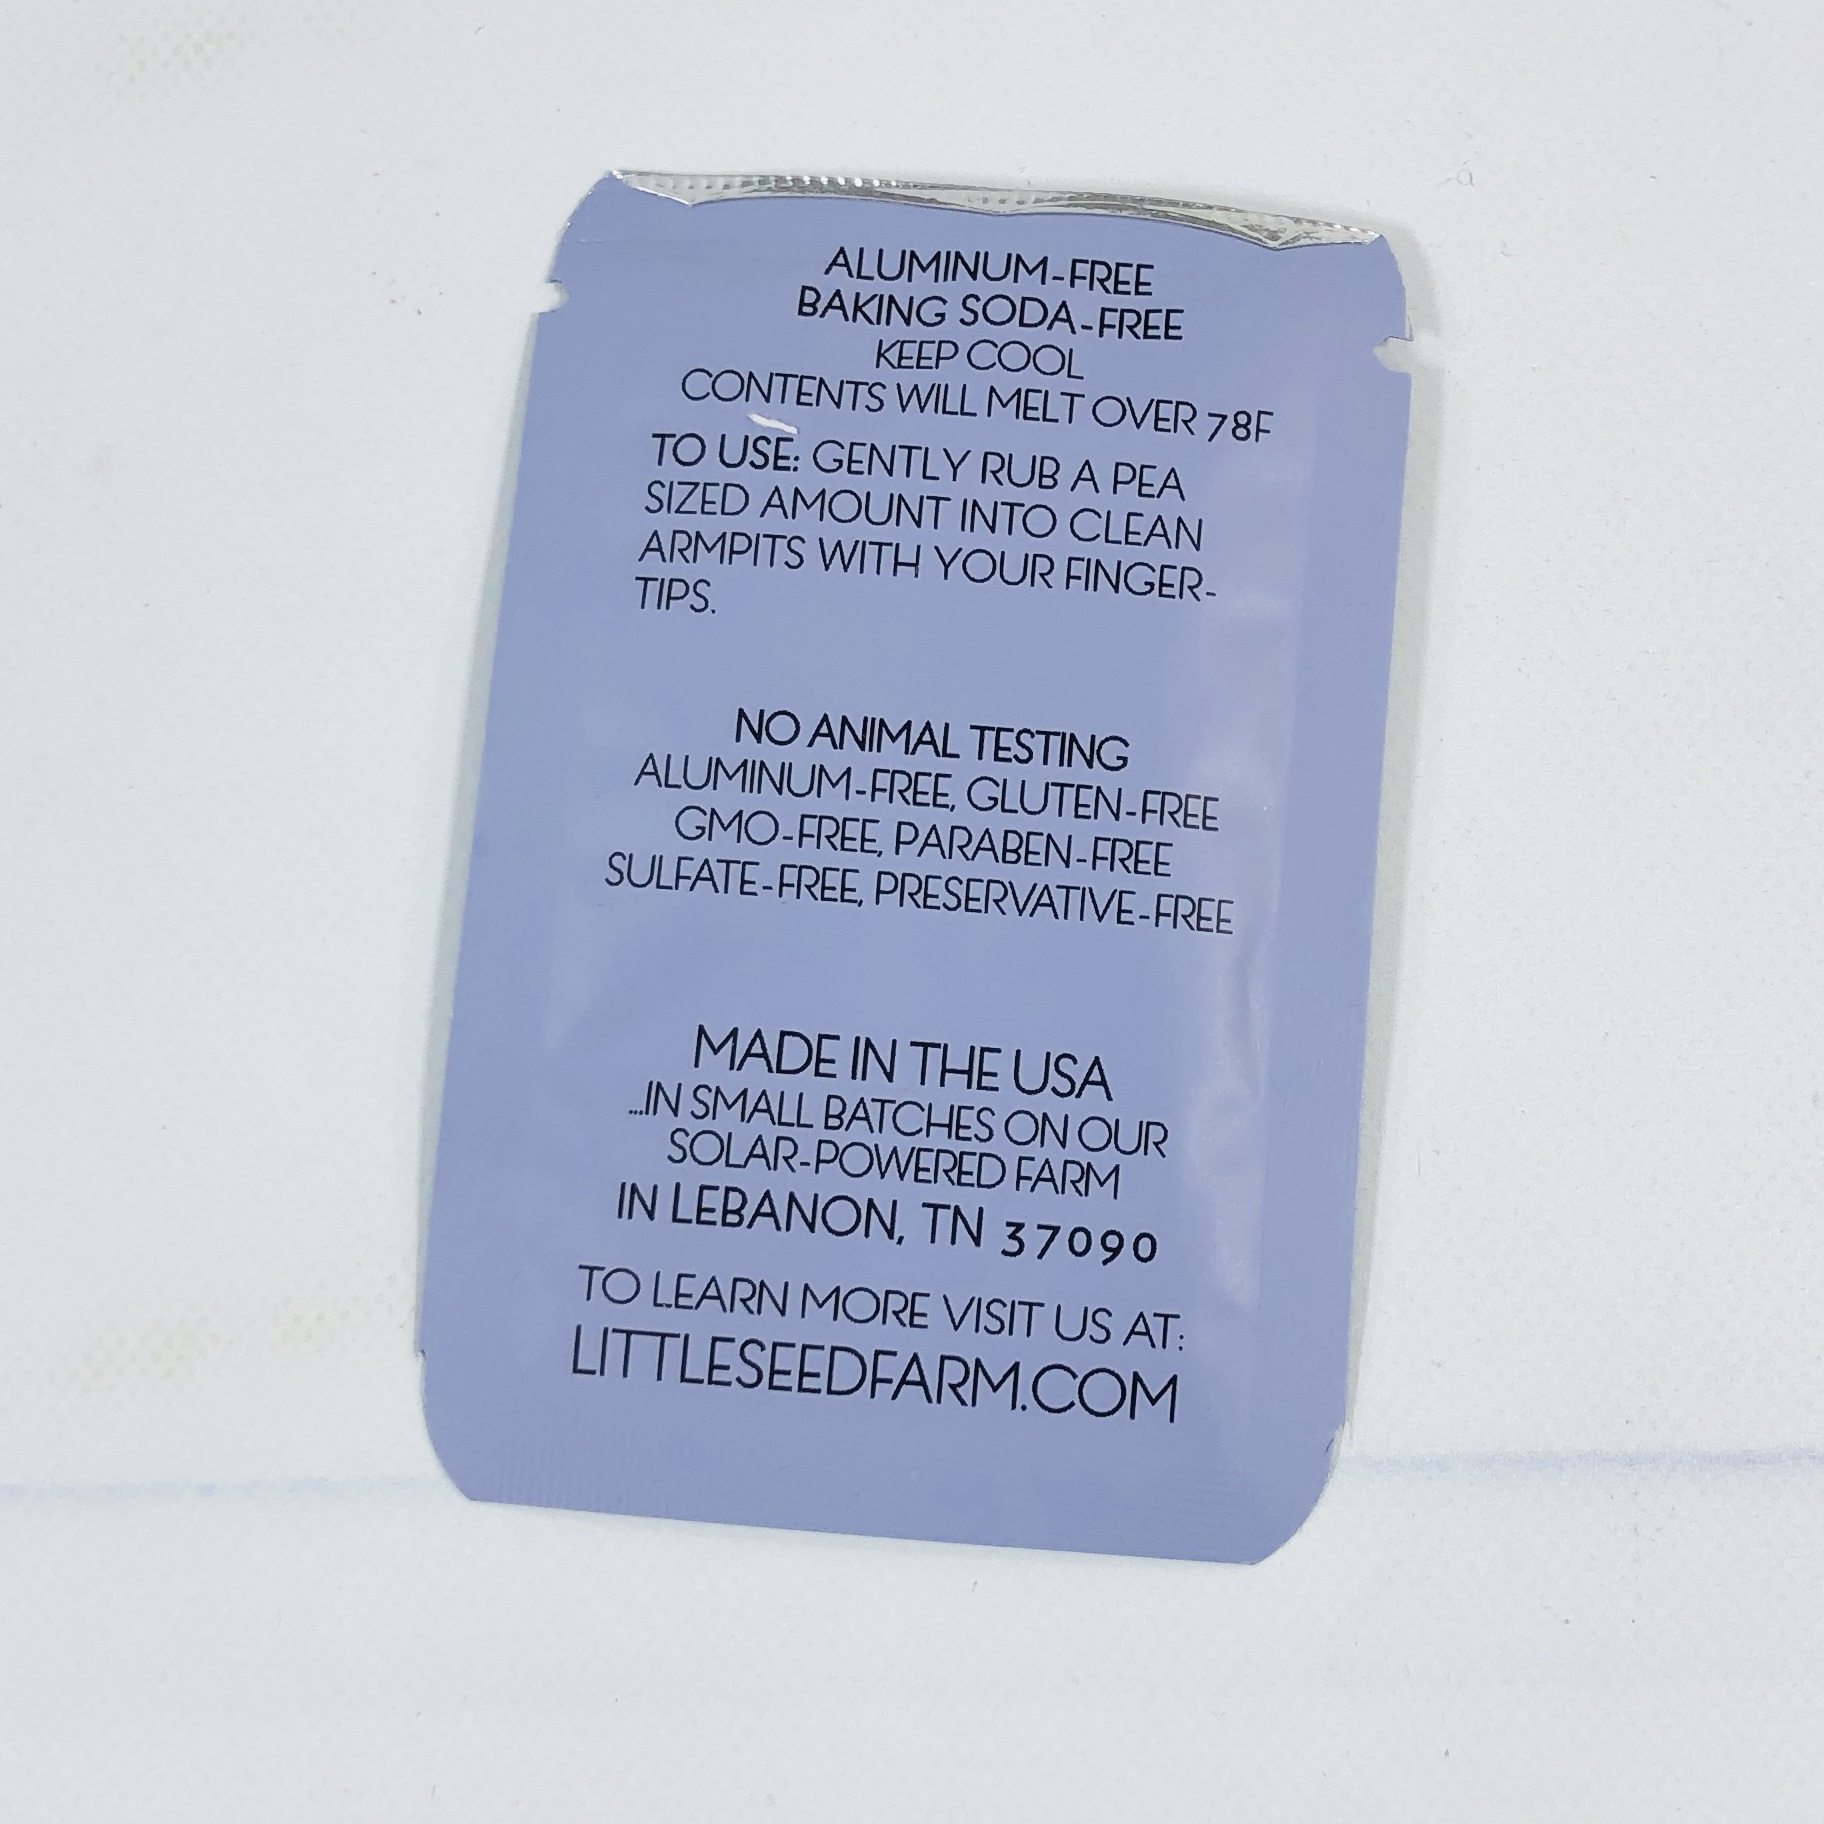 ALUMINUM-FREE
BAKING SODA-FREE
KEEP COOL
CONTENTS WILL MELT OVER 78F
TO USE: GENTLY RUB A PEA
SIZED AMOUNT INTO CLEAN
ARMPITS WITH YOUR FINGER-
TIPS.
NO ANIMAL TESTING
ALUMINUM-FREE, GLUTEN-FREE
GMO-FREE, PARABEN-FREE
SULFATE-FREE, PRESERVATIVE-FREE
MADE IN THE USA
...IN SMALL BATCHES ON OUR
SOLAR-POWERED FARM
IN LEBANON, TN 37090
TO LEARN MORE VISIT US AT:
LITTLESEEDFARM.COM